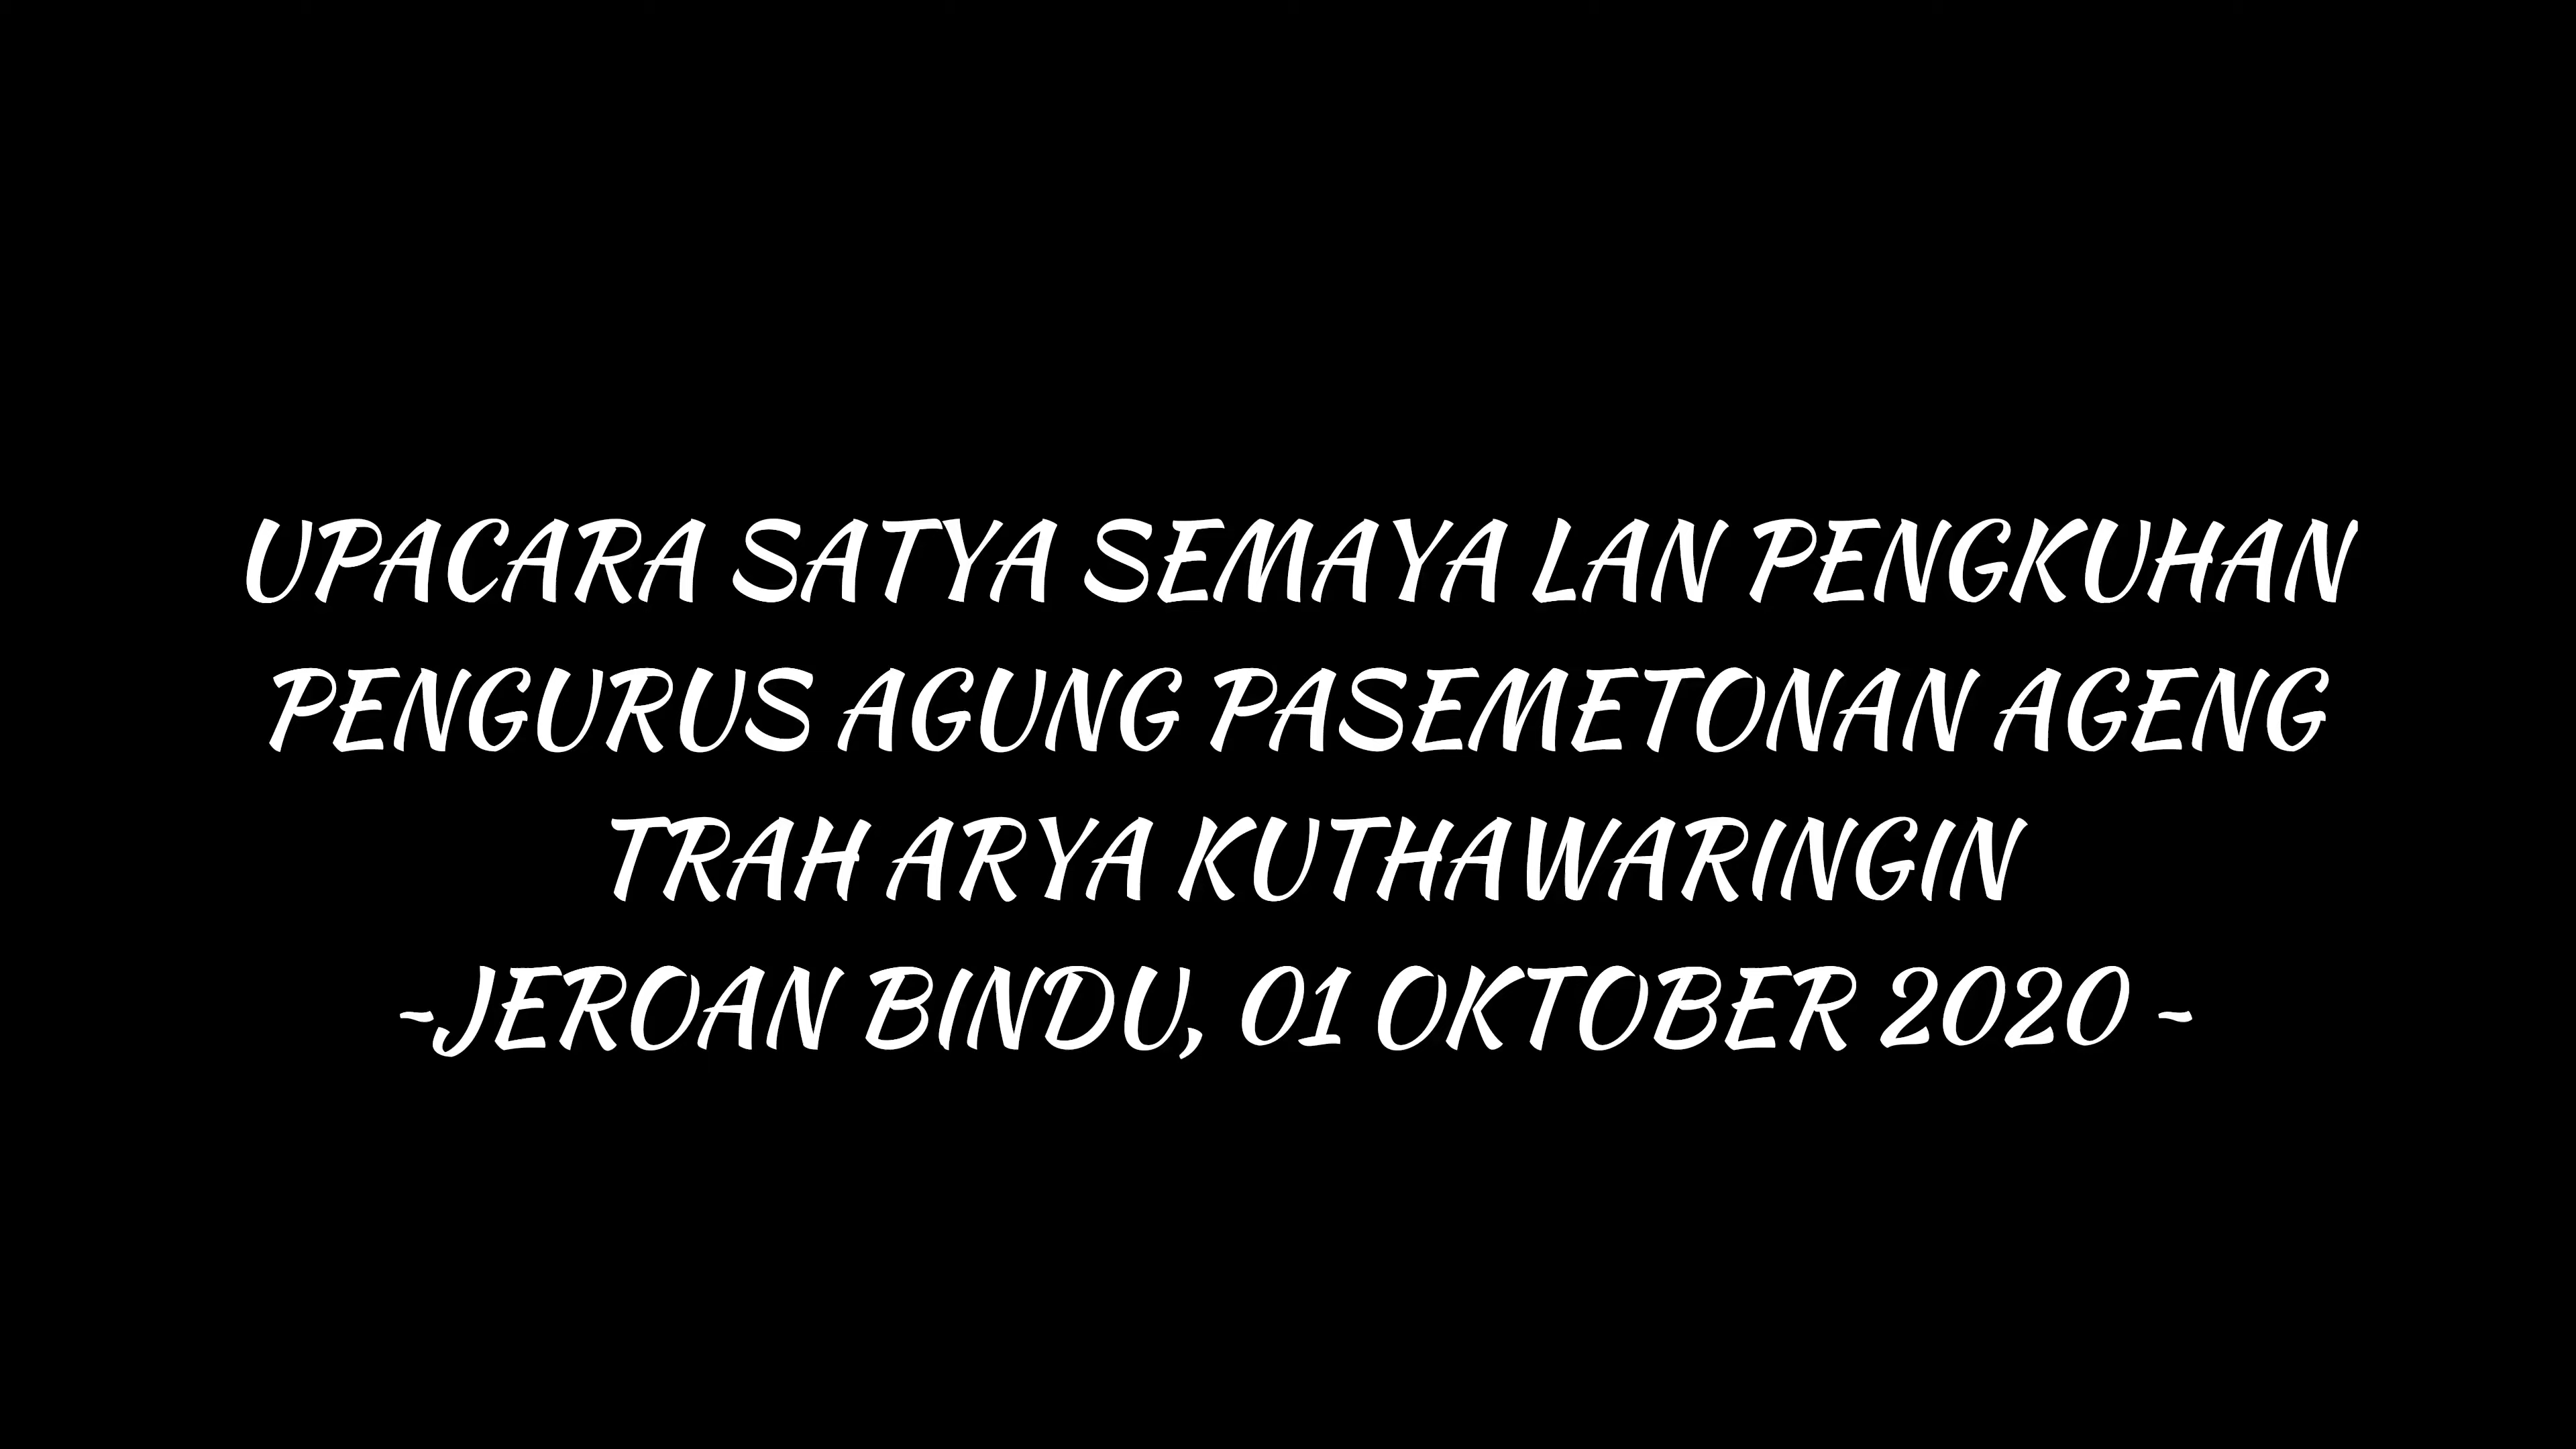 UPACARA SATYA SEMAYA LAN PENGKUHAN
PENGURUS AGUNG PASEMETONAN AGENG
TRAH ARYA KUTHAWARINGIN
-JEROAN BINDU, 01 OKTOBER 2020 -